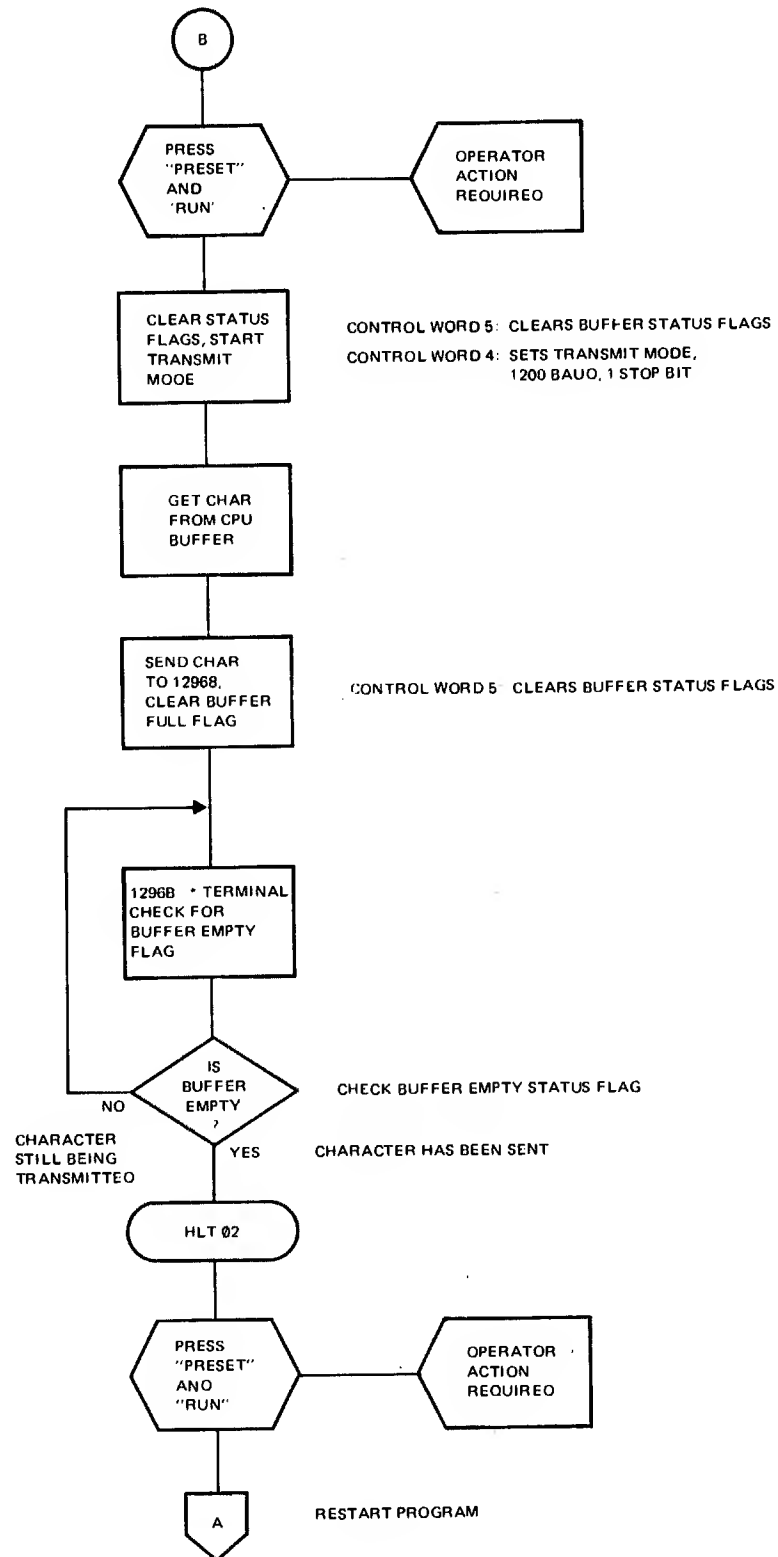 B
PRESS
"PRESET"
AND
'RUN'
OPERATOR
ACTION
REQUIREO
CLEAR STATUS
FLAGS, START
TRANSMIT
MOOE
CONTROL WORD 5: CLEARS BUFFER STATUS FLAGS
CONTROL WORD 4: SETS TRANSMIT MODE,
1200 BAUO, 1 STOP BIT
GET CHAR
FROM CPU
BUFFER
SEND CHAR
TO 12968,
CLEAR BUFFER
FULL FLAG
CONTROL WORD 5 CLEARS BUFFER STATUS FLAGS
1296B * TERMINAL
CHECK FOR
BUFFER EMPTY
FLAG
IS
BUFFER
EMPTY
?
NO
CHECK BUFFER EMPTY STATUS FLAG
CHARACTER
STILL BEING
TRANSMITTEO
YES
CHARACTER HAS BEEN SENT
HLT 02
PRESS
"PRESET"
ANO
"RUN"
OPERATOR
ACTION
REQUIREO
A
RESTART PROGRAM